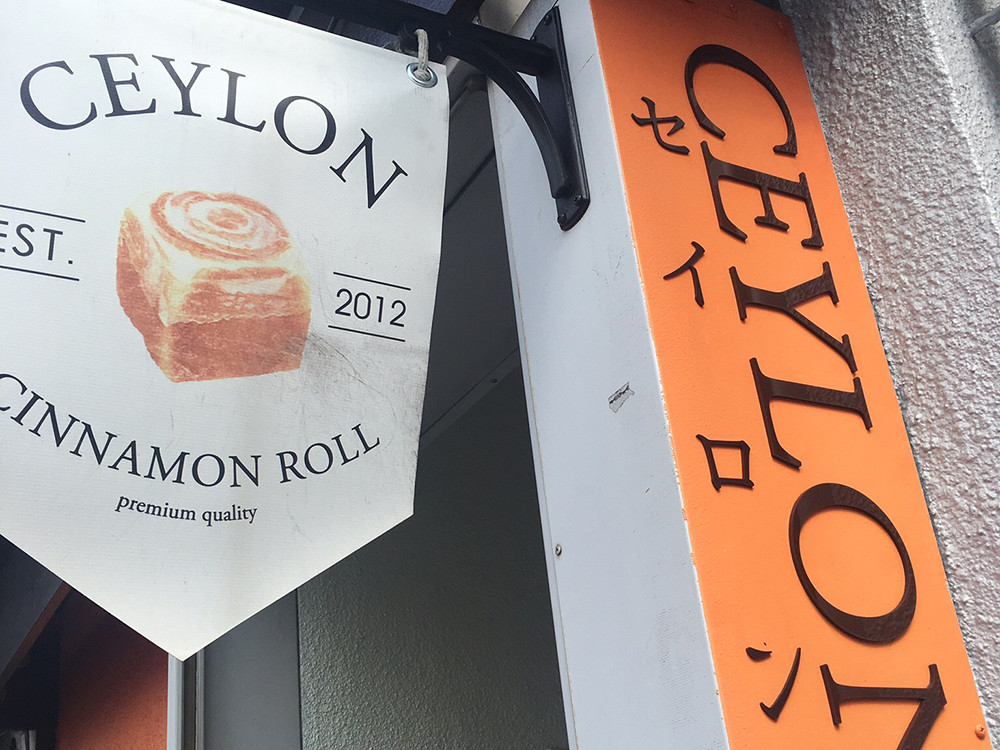 CEYLON
EST.
2012
CINNAMON ROLL
premium quality
CEYLON
セイロン